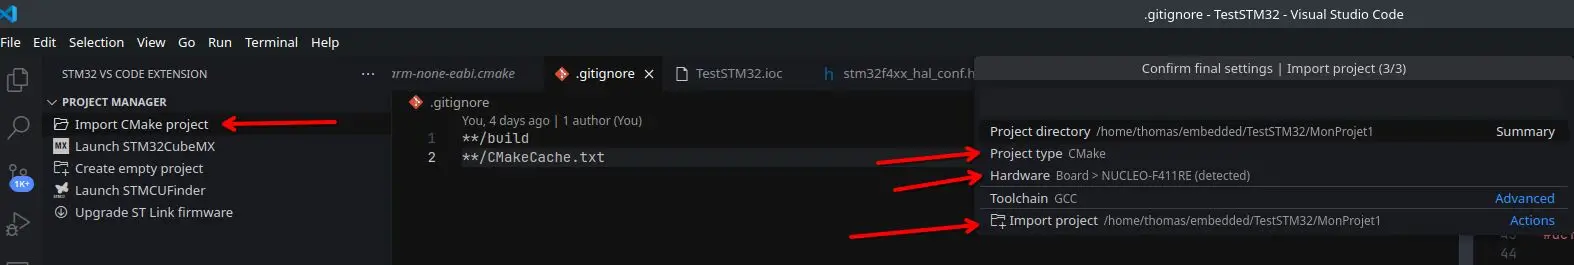 .gitignore - TestSTM32 - Visual Studio Code
File Edit Selection View Go Run Terminal Help
STM32 VS CODE EXTENSION ···
PROJECT MANAGER
Import CMake project
MX Launch STM32CubeMX
Create empty project
Launch STMCUFinder
Upgrade ST Link firmware
1K+
arm-none-eabi.cmake .gitignore TestSTM32.ioc stm32f4xx_hal_conf.h
.gitignore
You, 4 days ago | 1 author (You)
1 **/build
2 **/CMakeCache.txt
Confirm final settings | Import project (3/3)
Project directory /home/thomas/embedded/TestSTM32/MonProjet1 Summary
Project type CMake
Hardware Board > NUCLEO-F411RE (detected)
Toolchain GCC Advanced
Import project /home/thomas/embedded/TestSTM32/MonProjet1 Actions
44